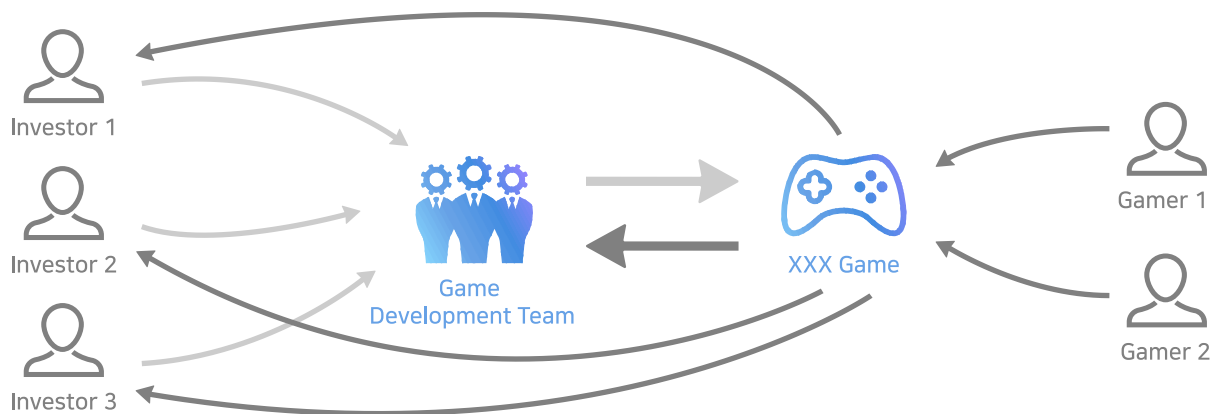 Investor 1
Investor 2
Investor 3
Game
Development Team
XXX Game
Gamer 1
Gamer 2